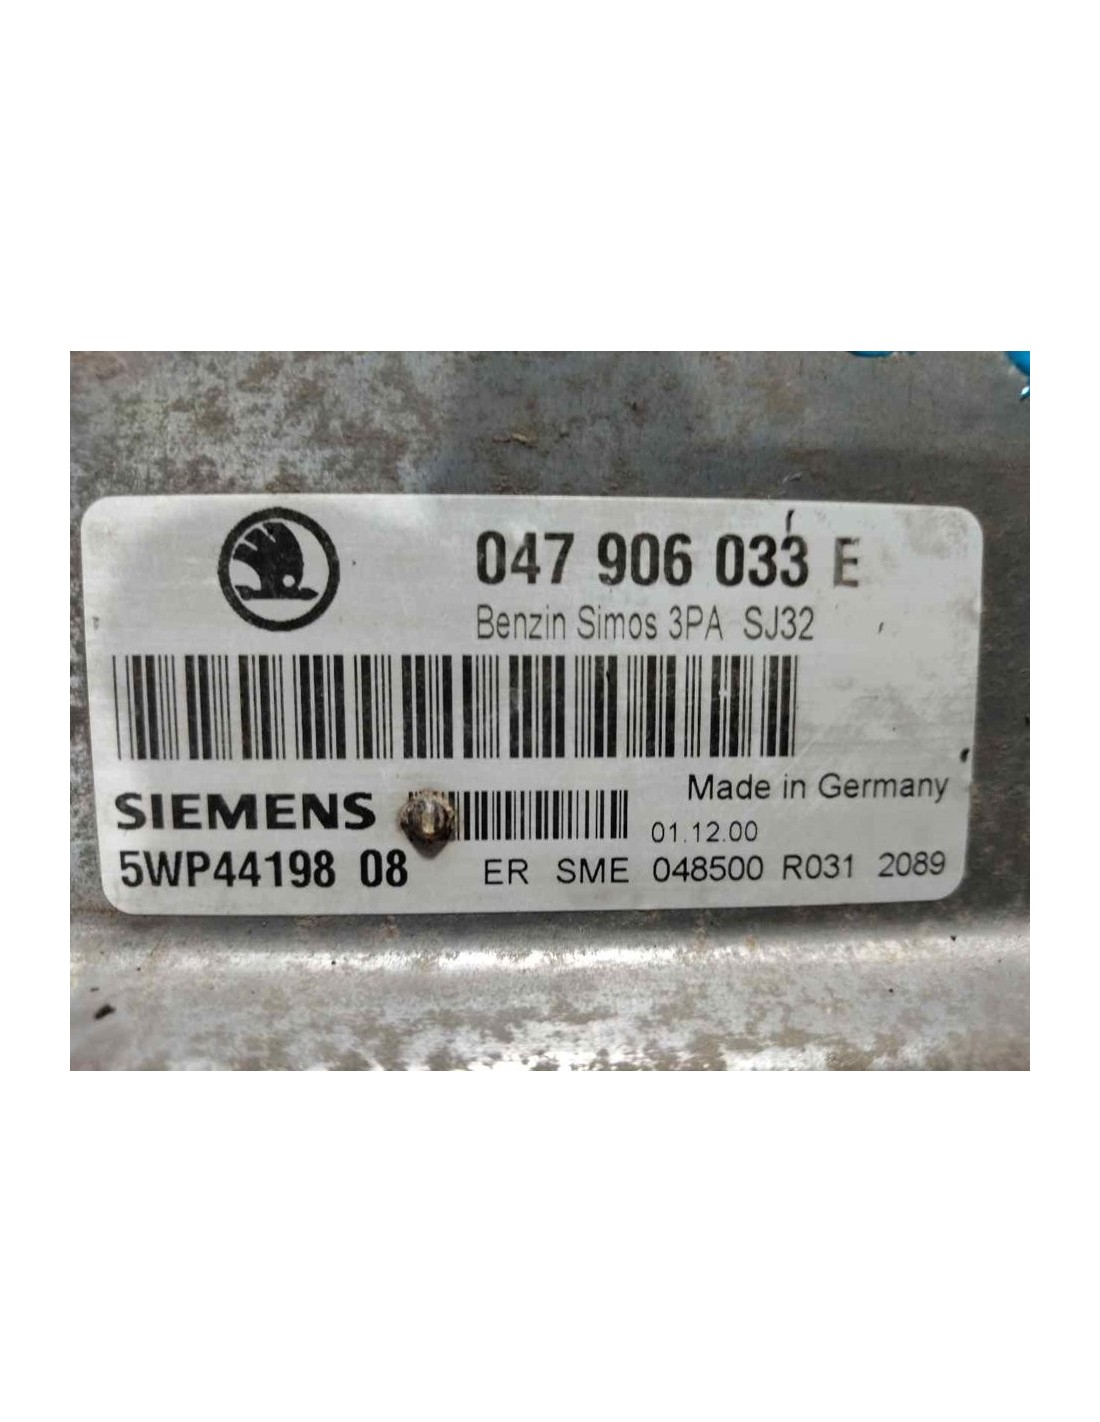 047 906 033 E
Benzin Simos 3PA SJ32
Made in Germany
SIEMENS
01.12.00
5WP44198 08
ER SME 048500 R031 2089